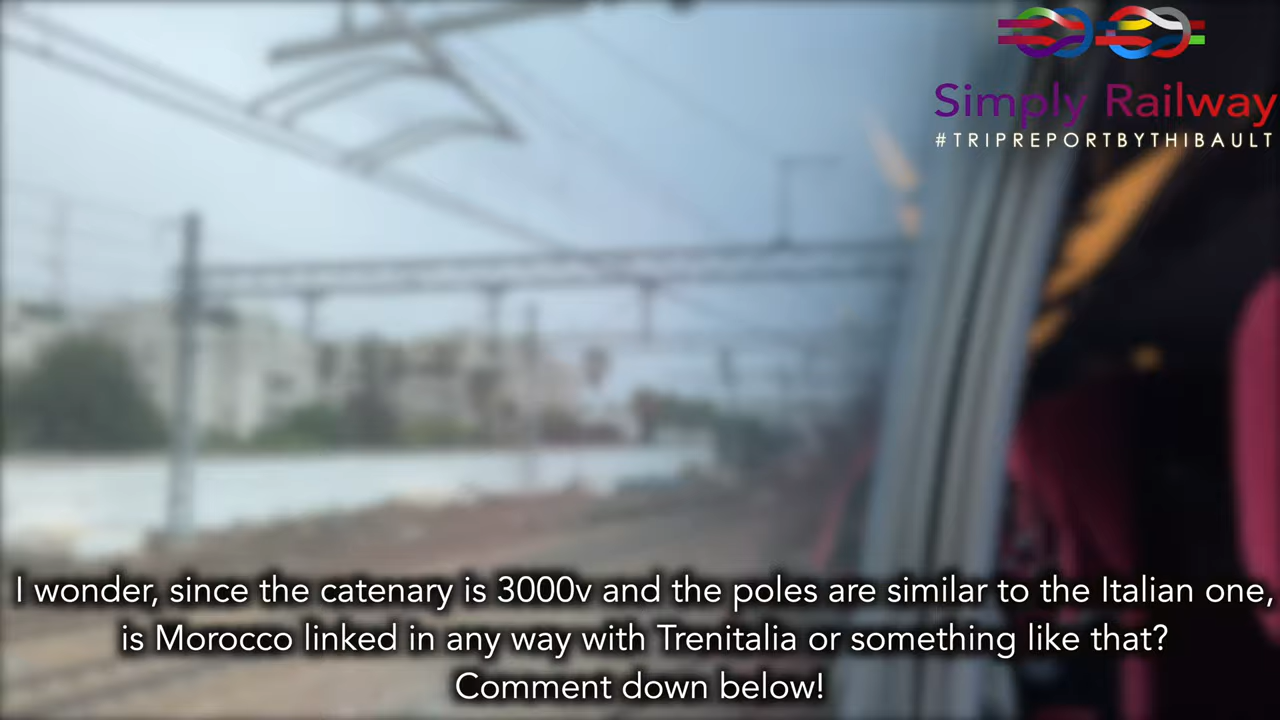 Simply Railway
#TRIPREPORTBYTHIBAULT
I wonder, since the catenary is 3000v and the poles are similar to the Italian one,
is Morocco linked in any way with Trenitalia or something like that?
Comment down below!